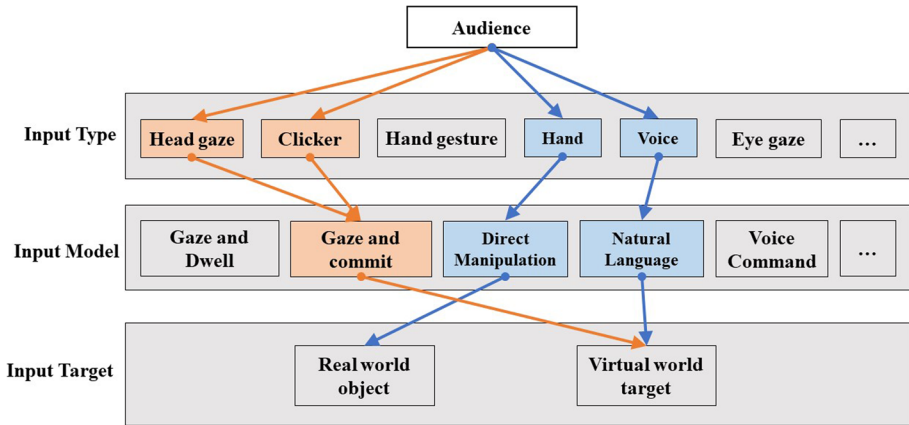 Audience
Input Type
Head gaze
Clicker
Hand gesture
Hand
Voice
Eye gaze
...
Input Model
Gaze and
Dwell
Gaze and
commit
Direct
Manipulation
Natural
Language
Voice
Command
...
Input Target
Real world
object
Virtual world
target